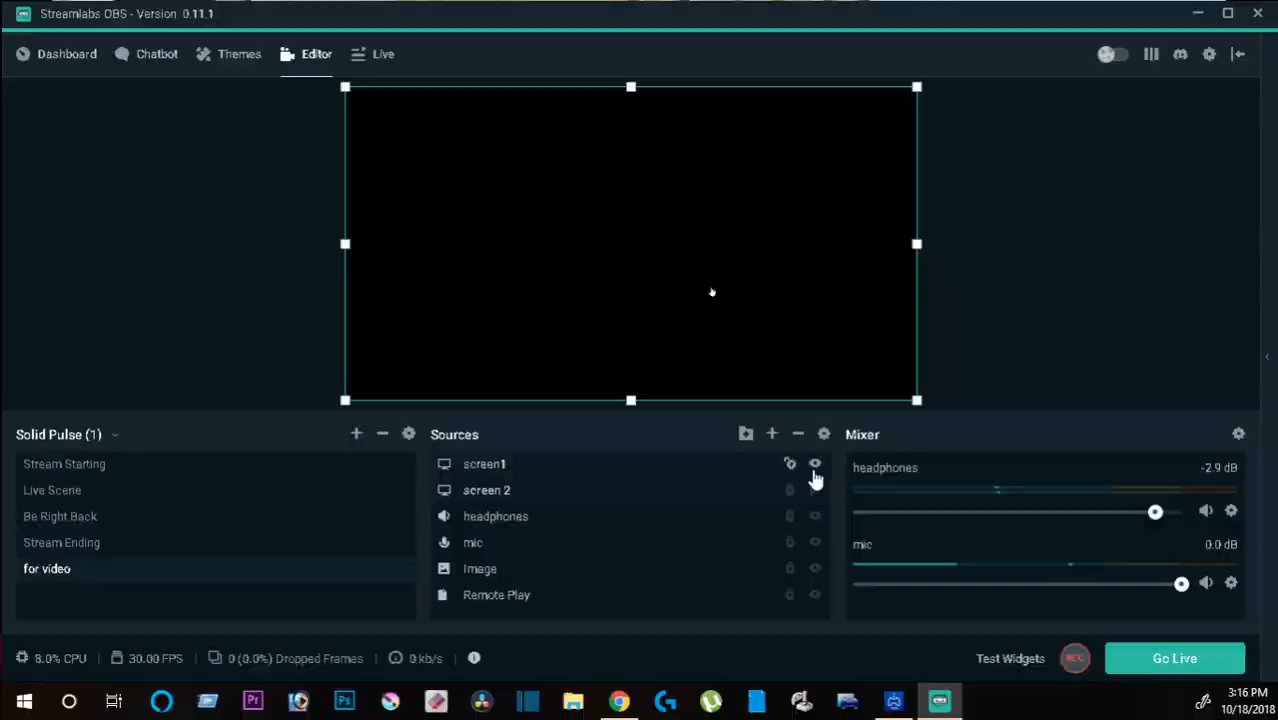 Streamlabs OBS - Version 0.11.1
Dashboard Chatbot Themes Editor Live
Solid Pulse (1)
Stream Starting
Live Scene
Be Right Back
Stream Ending
for video
Sources
screen1
screen 2
headphones
mic
Image
Remote Play
Mixer
headphones -2.9 dB
mic 0.0 dB
8.0% CPU 30.00 FPS 0 (0.0%) Dropped Frames 0 kb/s Test Widgets REC Go Live
Pr Ps
3:16 PM
10/18/2018